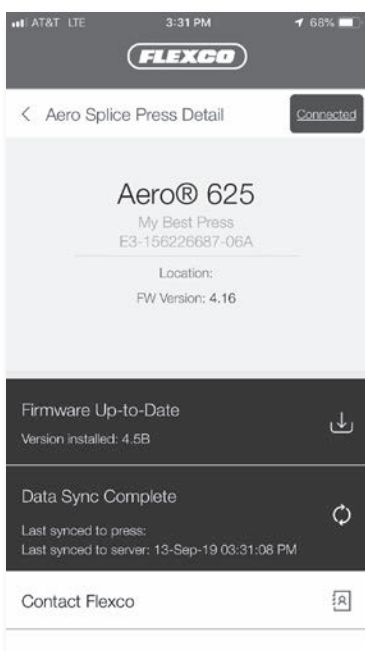 AT&T LTE 3:31 PM 68%
FLEXCO
Aero Splice Press Detail Connected
Aero® 625
My Best Press
E3-156226687-06A
Location:
FW Version: 4.16
Firmware Up-to-Date
Version installed: 4.5B
Data Sync Complete
Last synced to press:
Last synced to server: 13-Sep-19 03:31:08 PM
Contact Flexco